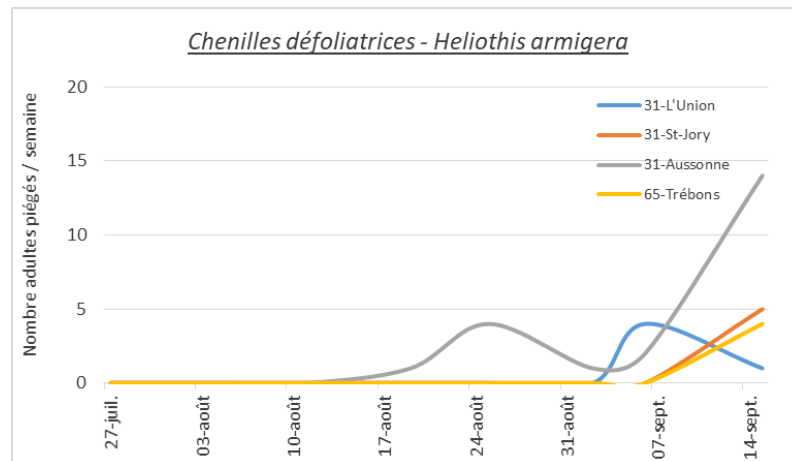 Chenilles défoliatrices - Heliothis armigera
Nombre adultes piégés / semaine
20
15
10
5
0
31-L'Union
31-St-Jory
31-Aussonne
65-Trébons
27-juil.
03-août
10-août
17-août
24-août
31-août
07-sept.
14-sept.